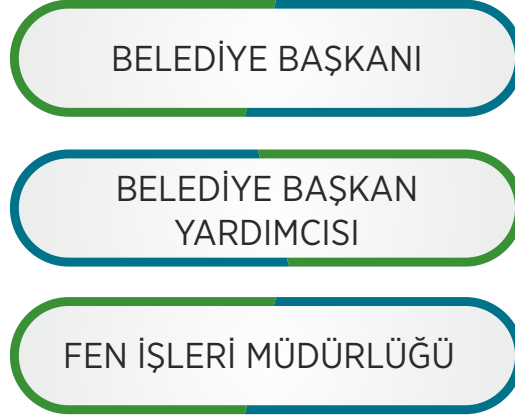 BELEDİYE BAŞKANI
BELEDİYE BAŞKAN
YARDIMCISI
FEN İŞLERİ MÜDÜRLÜĞÜ